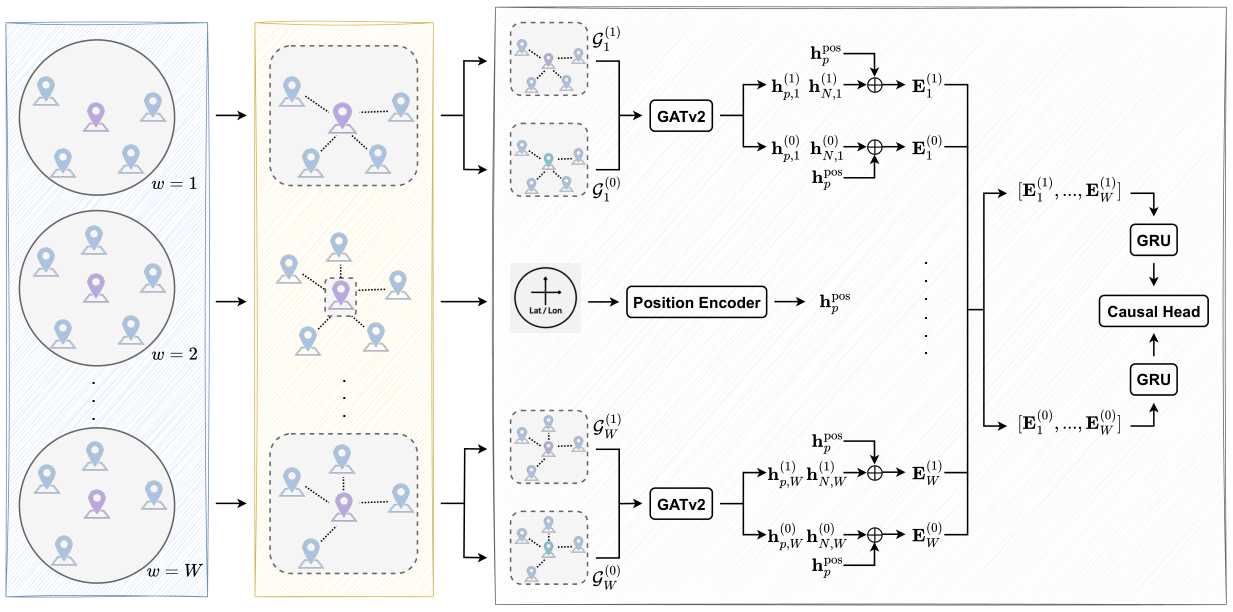 w = 1
w = 2
w = W
𝒢_1^{(1)}
𝒢_1^{(0)}
GATv2
h_p^{pos}
h_{p,1}^{(1)} h_{N,1}^{(1)} ⊕ E_1^{(1)}
h_{p,1}^{(0)} h_{N,1}^{(0)} ⊕ E_1^{(0)}
h_p^{pos}
Lat / Lon
Position Encoder
h_p^{pos}
𝒢_W^{(1)}
𝒢_W^{(0)}
GATv2
h_p^{pos}
h_{p,W}^{(1)} h_{N,W}^{(1)} ⊕ E_W^{(1)}
h_{p,W}^{(0)} h_{N,W}^{(0)} ⊕ E_W^{(0)}
h_p^{pos}
[E_1^{(1)}, ..., E_W^{(1)}]
GRU
Causal Head
GRU
[E_1^{(0)}, ..., E_W^{(0)}]